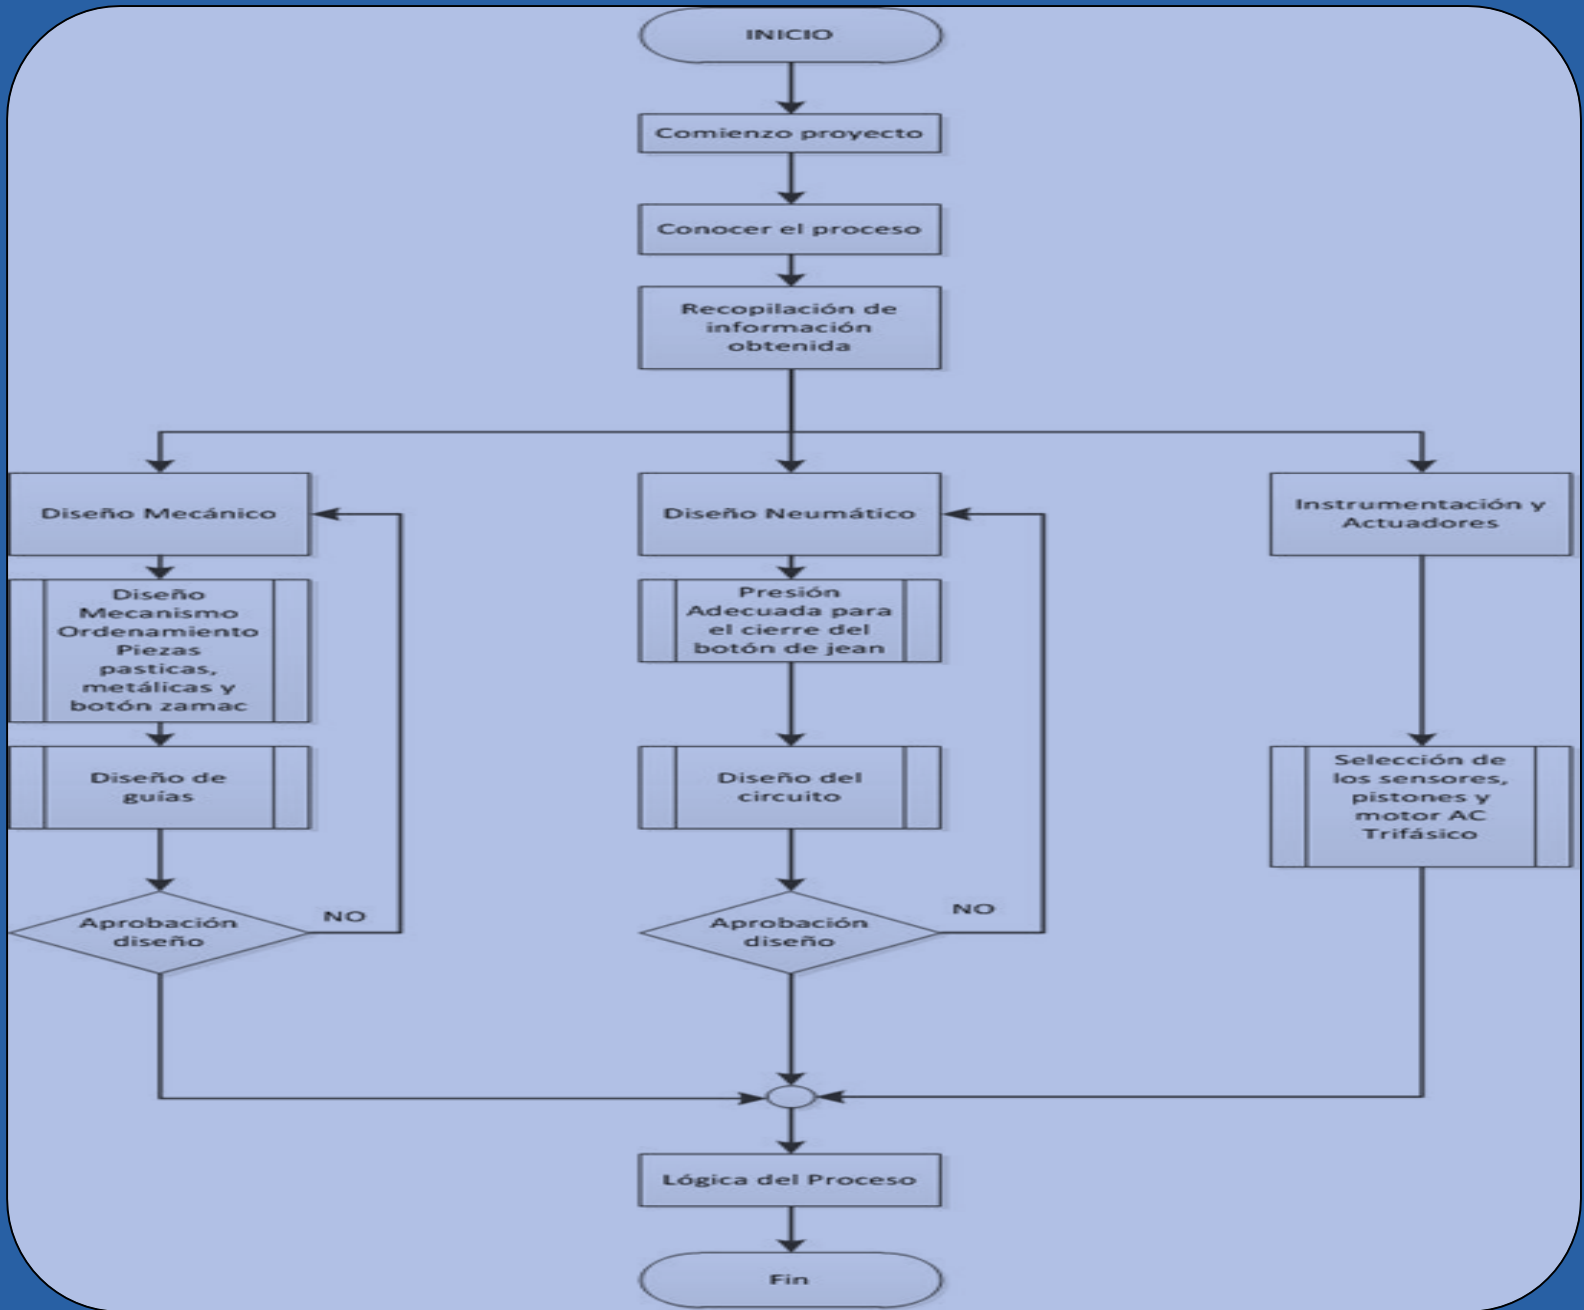 INICIO
Comienzo proyecto
Conocer el proceso
Recopilación de
información
obtenida
Diseño Mecánico
Diseño
Mecanismo
Ordenamiento
Piezas
pasticas,
metálicas y
botón zamac
Diseño de
guias
Aprobación
diseño
NO
Diseño Neumático
Presión
Adecuada para
el cierre del
botón de jean
Diseño del
circuito
Aprobación
diseño
NO
Instrumentación y
Actuadores
Selección de
los sensores,
pistones y
motor AC
Trifásico
Lógica del Proceso
Fin